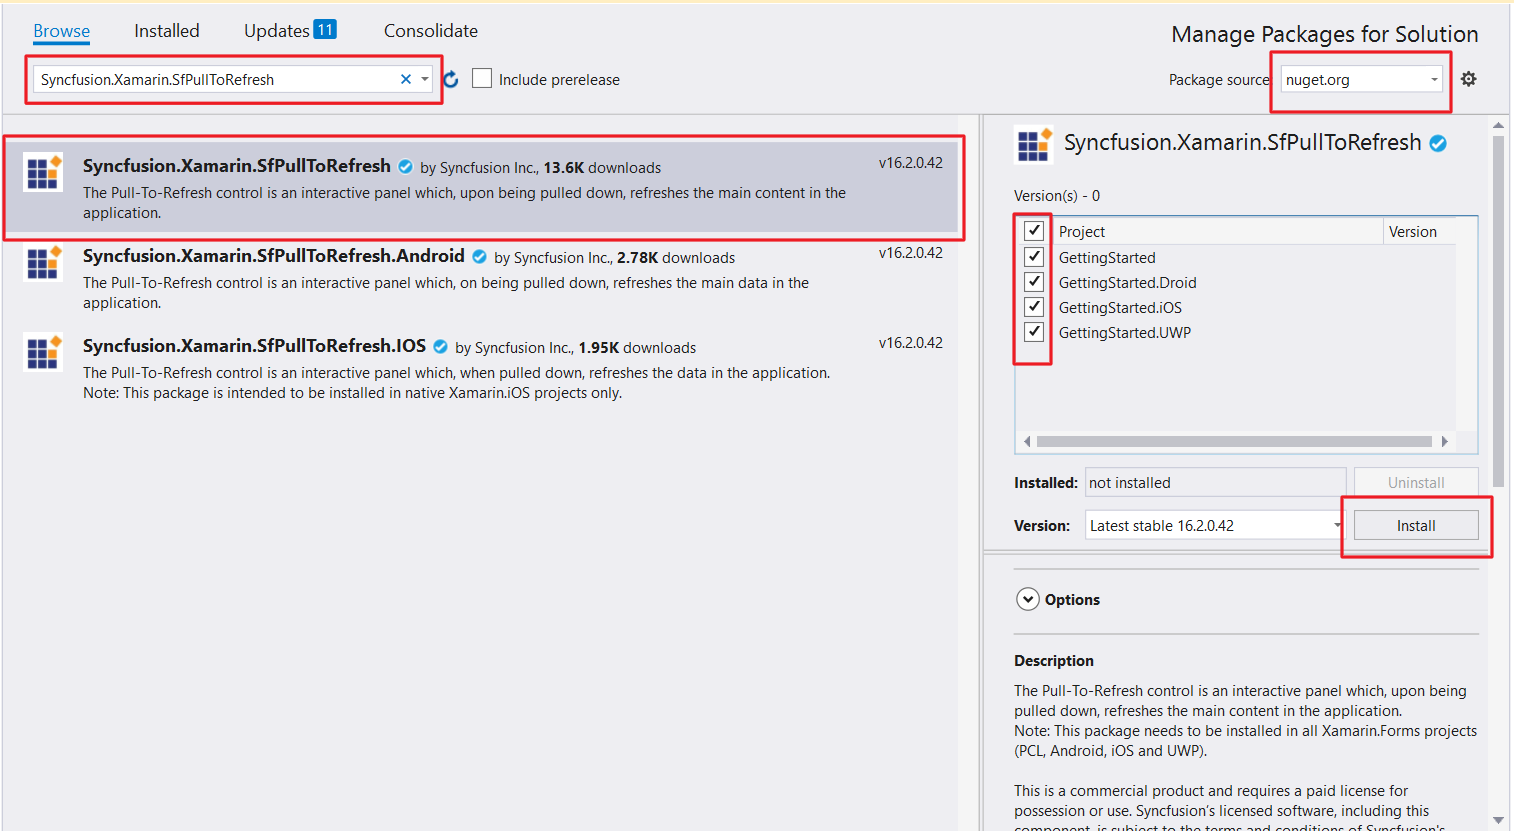 Browse Installed Updates 11 Consolidate
Manage Packages for Solution
Syncfusion.Xamarin.SfPullToRefresh
Include prerelease
Package source
nuget.org
Syncfusion.Xamarin.SfPullToRefresh by Syncfusion Inc., 13.6K downloads v16.2.0.42
The Pull-To-Refresh control is an interactive panel which, upon being pulled down, refreshes the main content in the
application.
Syncfusion.Xamarin.SfPullToRefresh.Android by Syncfusion Inc., 2.78K downloads v16.2.0.42
The Pull-To-Refresh control is an interactive panel which, on being pulled down, refreshes the main data in the
application.
Syncfusion.Xamarin.SfPullToRefresh.IOS by Syncfusion Inc., 1.95K downloads v16.2.0.42
The Pull-To-Refresh control is an interactive panel which, when pulled down, refreshes the data in the application.
Note: This package is intended to be installed in native Xamarin.iOS projects only.
Syncfusion.Xamarin.SfPullToRefresh
Version(s) - 0
Project Version
GettingStarted
GettingStarted.Droid
GettingStarted.iOS
GettingStarted.UWP
Installed: not installed Uninstall
Version: Latest stable 16.2.0.42 Install
Options
Description
The Pull-To-Refresh control is an interactive panel which, upon being
pulled down, refreshes the main content in the application.
Note: This package needs to be installed in all Xamarin.Forms projects
(PCL, Android, iOS and UWP).
This is a commercial product and requires a paid license for
possession or use. Syncfusion's licensed software, including this
component, is subject to the terms and conditions of Syncfusion's